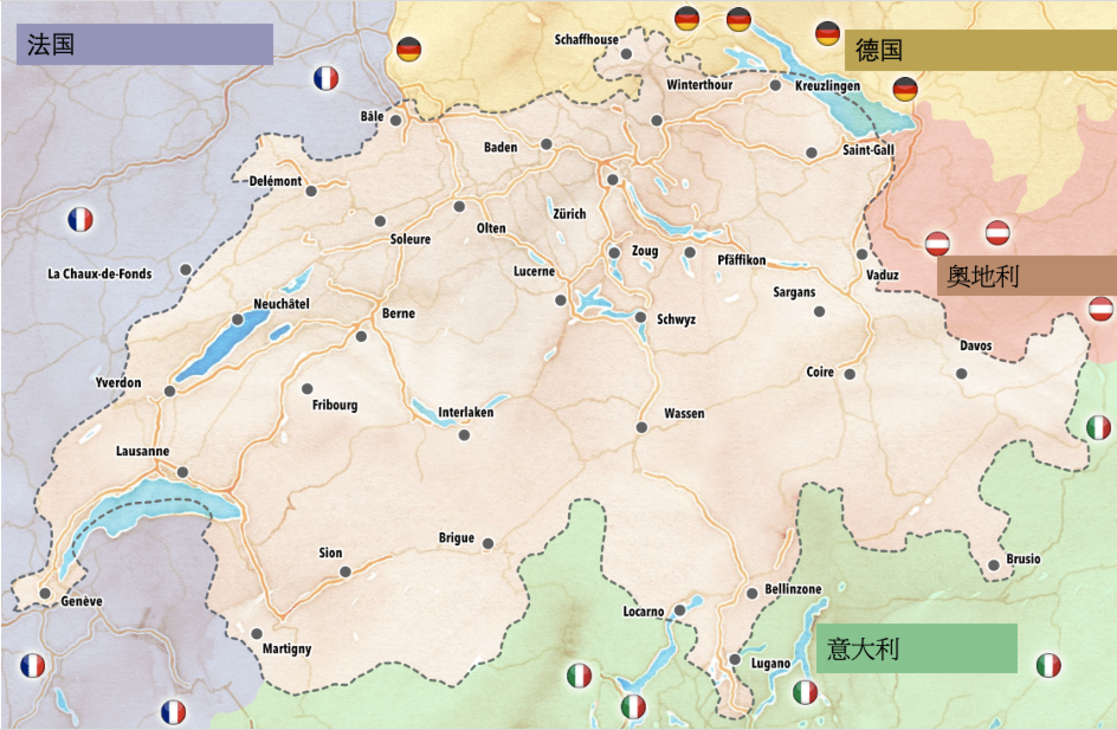 法国
德国
Schaffhouse
Winterthour
Kreuzlingen
Bâle
Baden
Saint-Gall
Delémont
Zürich
Olten
Soleure
Zoug
Pfäffikon
La Chaux-de-Fonds
Lucerne
Vaduz
奧地利
Sargans
Neuchâtel
Berne
Schwyz
Davos
Yverdon
Coire
Fribourg
Interlaken
Wassen
Lausanne
Brigue
Sion
Brusio
Bellinzone
Genève
Locarno
Martigny
Lugano
意大利